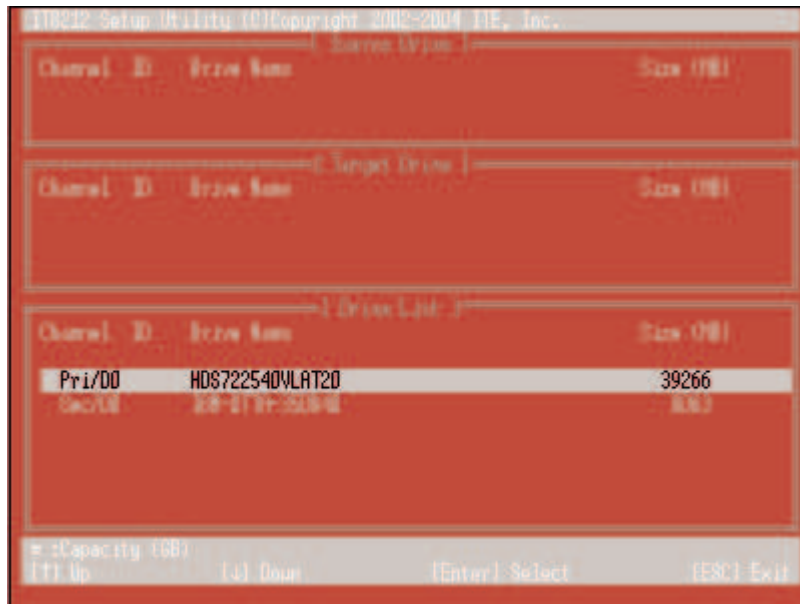 IT8212 Setup Utility (C)Copyright 2002-2004 ITE, Inc.
[ Source Drive ]
Channel ID Drive Name Size (MB)
[ Target Drive ]
Channel ID Drive Name Size (MB)
[ Drive List ]
Channel ID Drive Name Size (MB)
Pri/D0 HDS722540VLAT20 39266
Sec/D0
* :Capacity (GB)
[↑] Up [↓] Down [Enter] Select [ESC] Exit